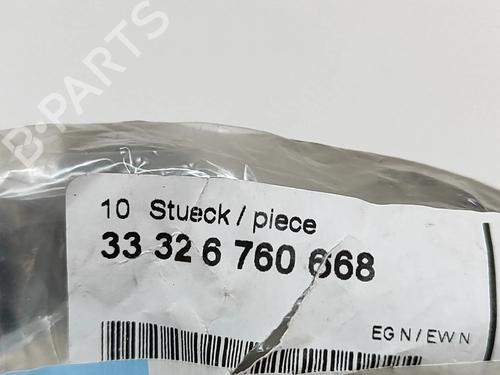 B-PARTS
10 Stueck / piece
33 32 6 760 668
EG N / EW N